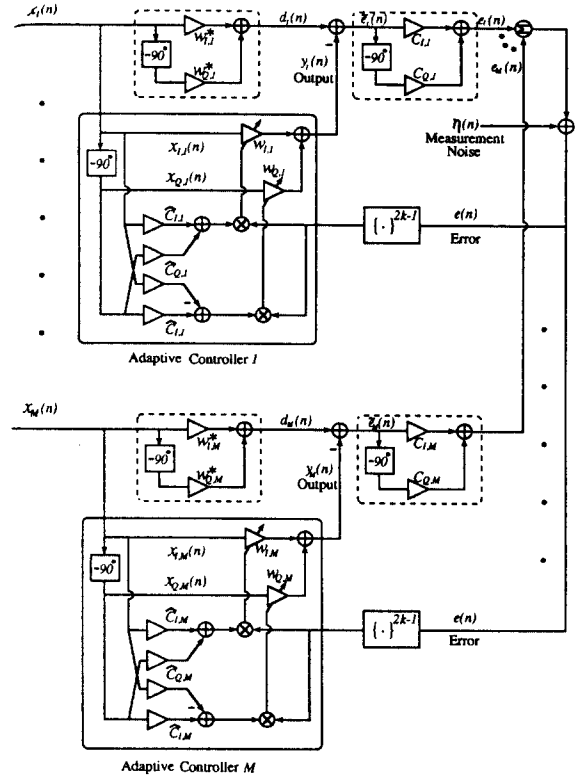 x₁(n)
w*I,1
-90°
w*Q,1
d₁(n)
y₁(n)
Output
-
ẽ₁(n)
CI,1
-90°
CQ,1
e₁(n)
eM(n)
Σ
η(n)
Measurement
Noise
-90°
xI,1(n)
wI,1
xQ,1(n)
wQ,1
ĈI,1
ĈQ,1
-
ĈI,1
{·}2k-1
e(n)
Error
Adaptive Controller 1
xM(n)
w*I,M
-90°
w*Q,M
dM(n)
yM(n)
Output
-
ẽM(n)
CI,M
-90°
CQ,M
-90°
xI,M(n)
wI,M
xQ,M(n)
wQ,M
ĈI,M
ĈQ,M
-
ĈI,M
{·}2k-1
e(n)
Error
Adaptive Controller M